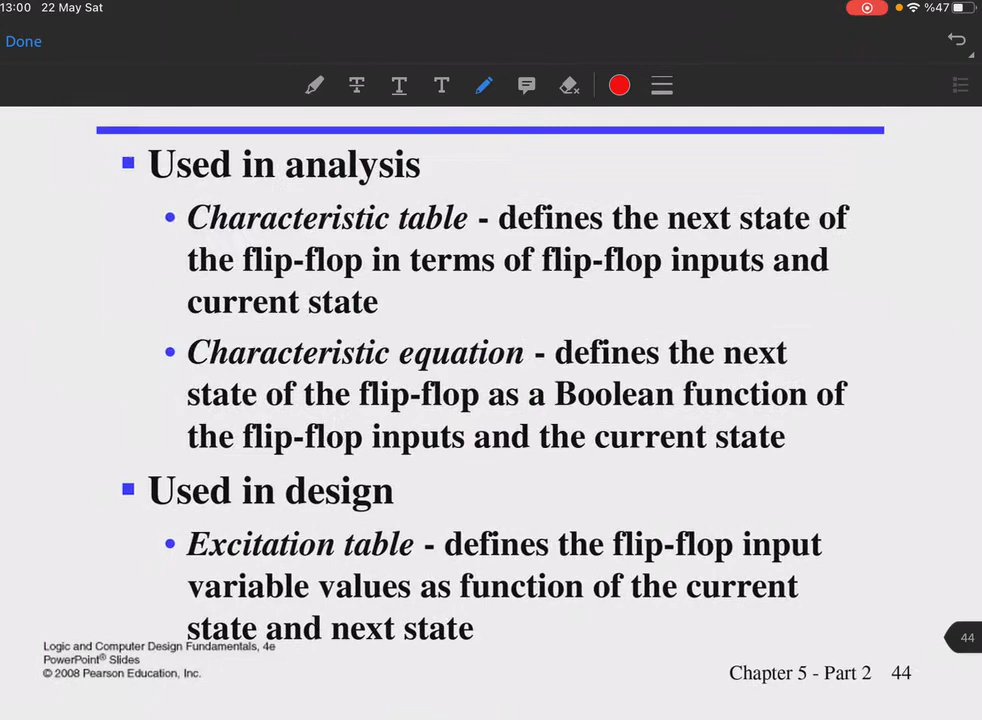 13:00 22 May Sat
%47
Done
T T T
Used in analysis
• Characteristic table - defines the next state of
the flip-flop in terms of flip-flop inputs and
current state
• Characteristic equation - defines the next
state of the flip-flop as a Boolean function of
the flip-flop inputs and the current state
Used in design
• Excitation table - defines the flip-flop input
variable values as function of the current
state and next state
44
Logic and Computer Design Fundamentals, 4e
PowerPoint® Slides
© 2008 Pearson Education, Inc.
Chapter 5 - Part 2 44